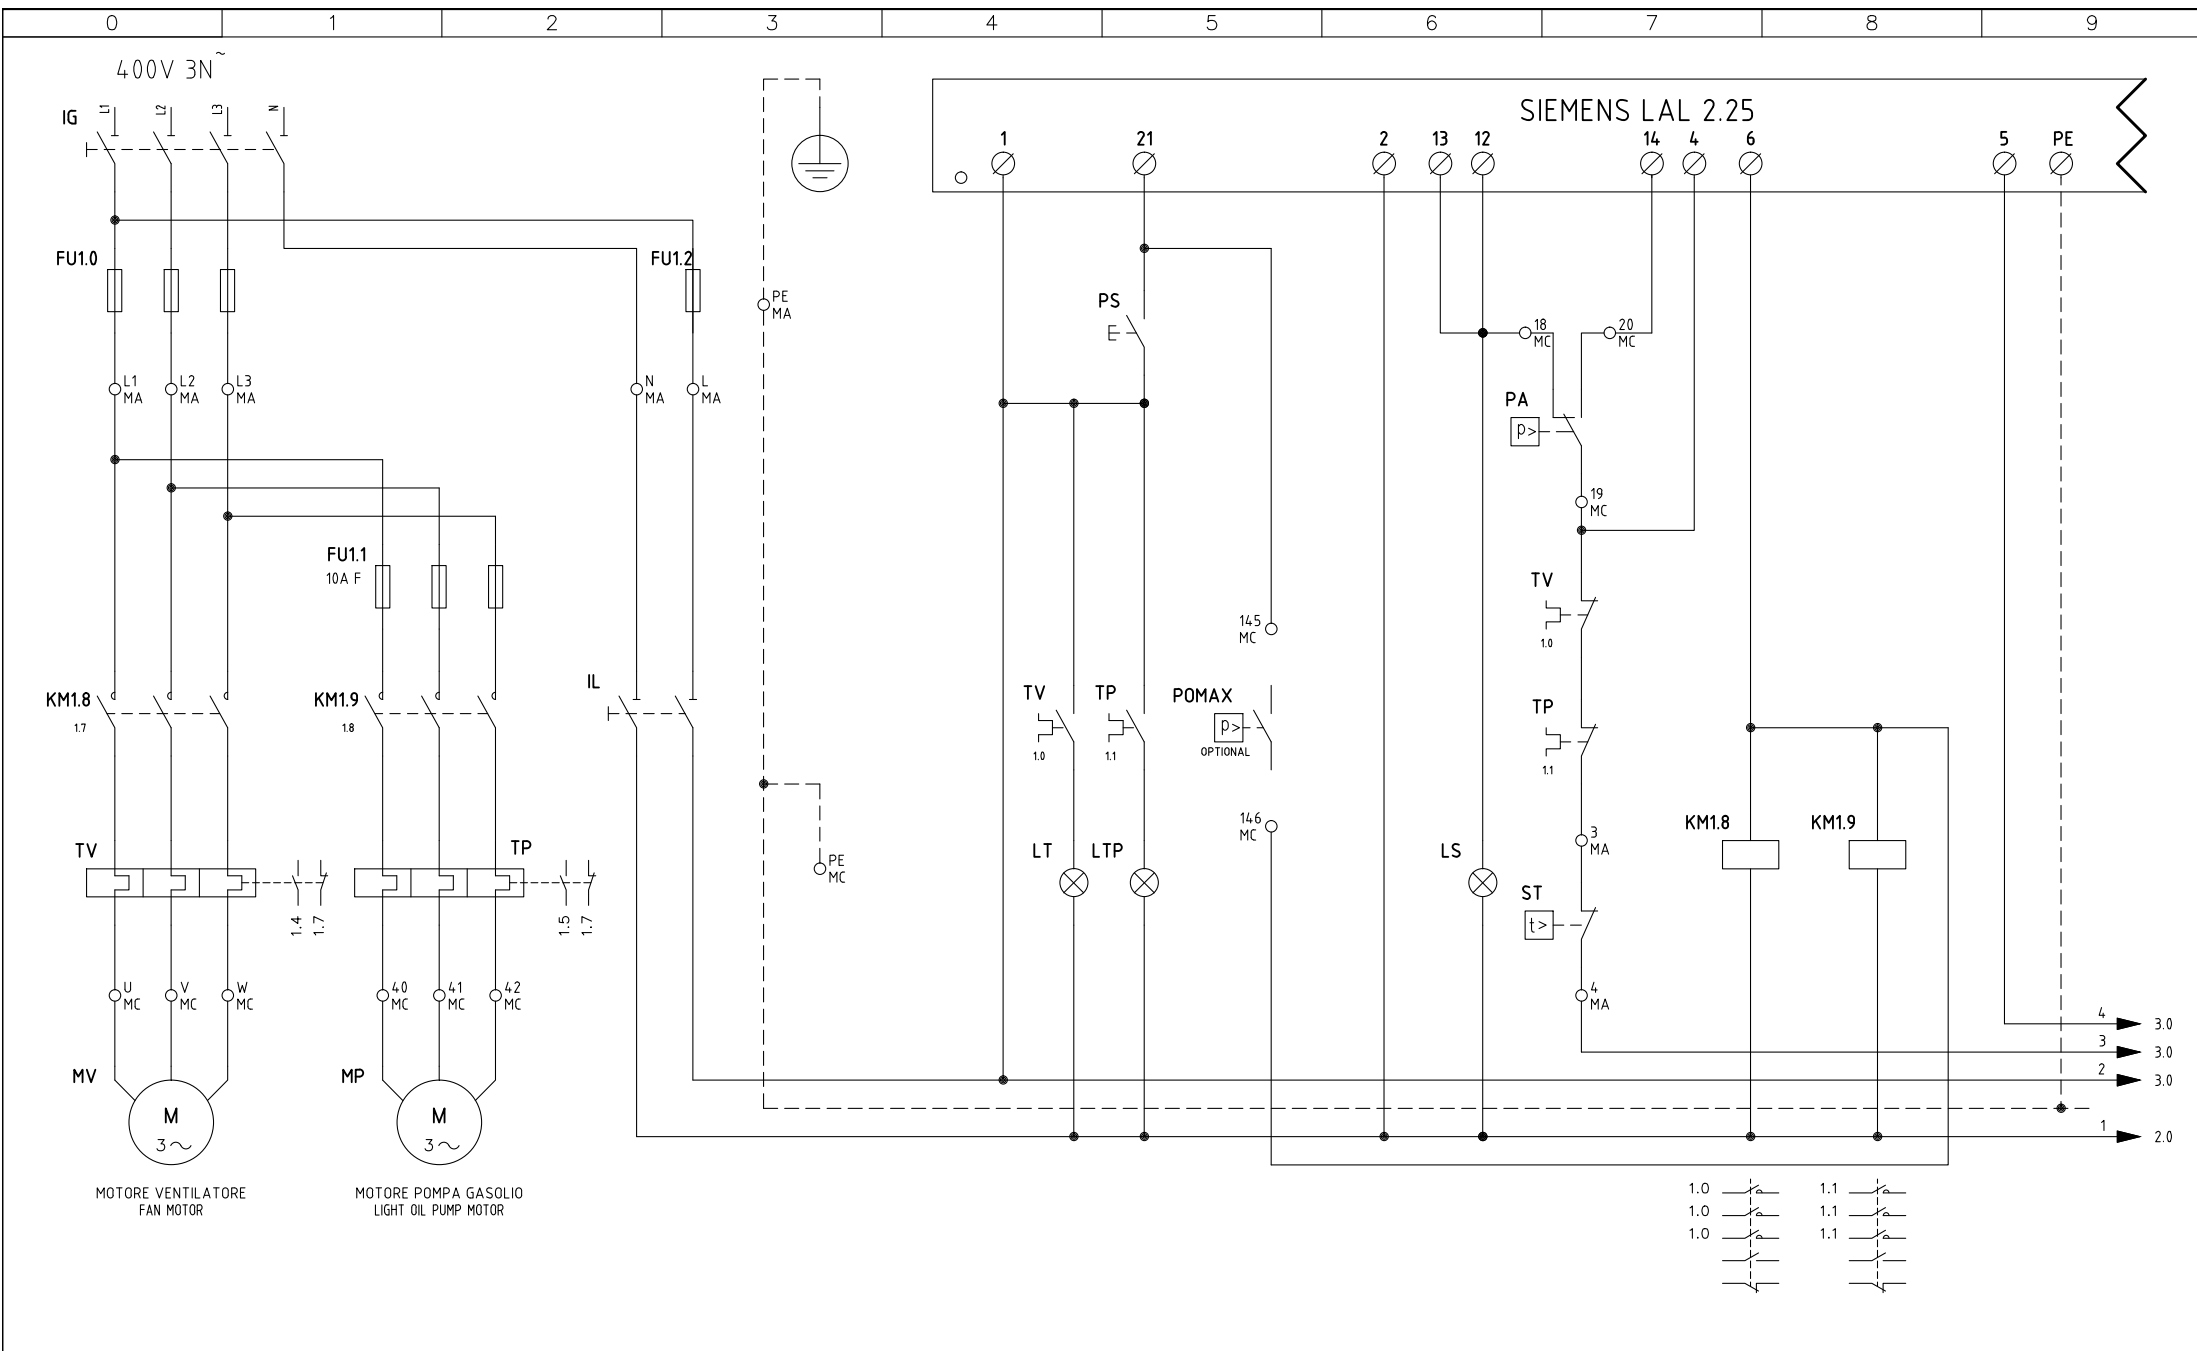 0 1 2 3 4 5 6 7 8 9
400V 3N~
SIEMENS LAL 2.25
IG L1 L2 L3 N
1 21 2 13 12 14 4 6 5 PE
FU1.0 FU1.2
PE
MA
PS
18
MC
20
MC
L1
MA
L2
MA
L3
MA
N
MA
L
MA
PA
p>
19
MC
FU1.1
10A F
TV
1.0
145
MC
KM1.8
1.7
KM1.9
1.8
IL
TV
1.0
TP
1.1
POMAX
p>
OPTIONAL
TP
1.1
146
MC
KM1.8 KM1.9
TV TP
1.4 1.7
1.5 1.7
PE
MC
LT LTP LS
3
MA
ST
t>
U
MC
V
MC
W
MC
40
MC
41
MC
42
MC
4
MA
4 3.0
3 3.0
2 3.0
1 2.0
MV
M
3~
MP
M
3~
MOTORE VENTILATORE
FAN MOTOR
MOTORE POMPA GASOLIO
LIGHT OIL PUMP MOTOR
1.0 1.1
1.0 1.1
1.0 1.1